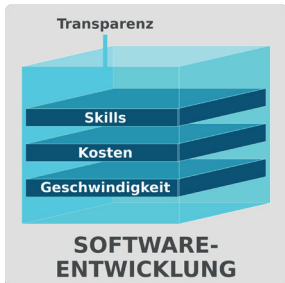 Transparenz
Skills
Kosten
Geschwindigkeit
SOFTWARE-
ENTWICKLUNG